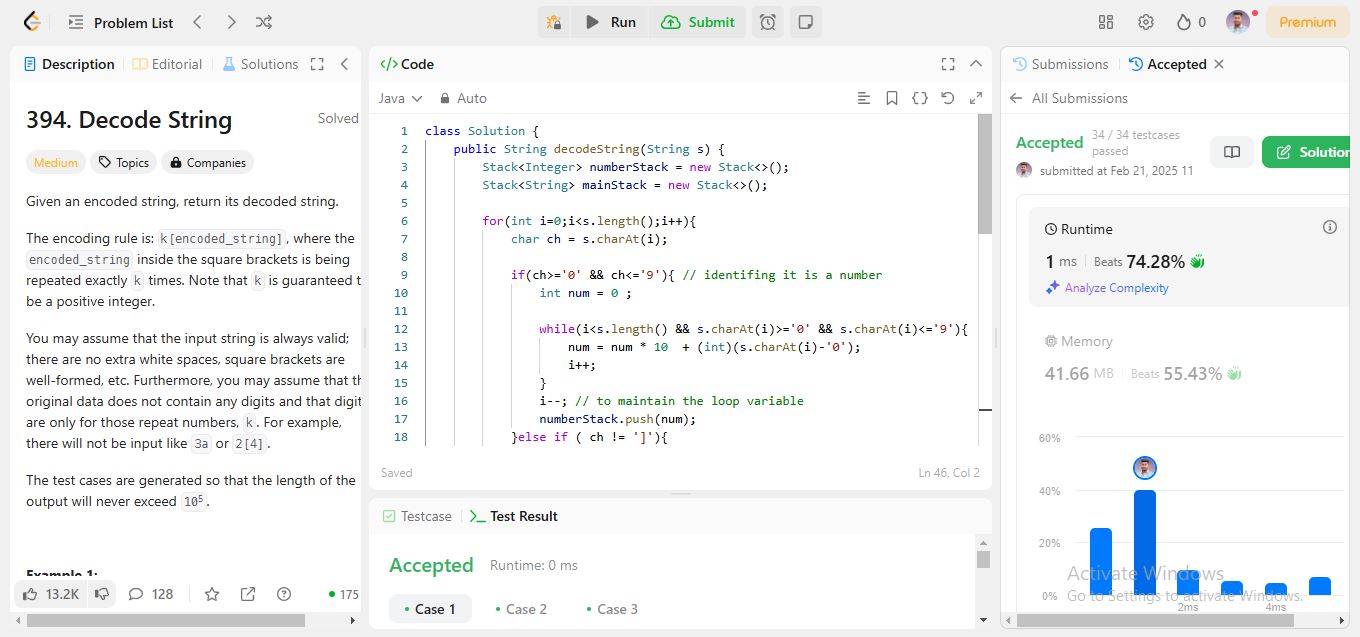 Problem List
Run
Submit
0
Premium
Description
Editorial
Solutions
394. Decode String
Solved
Medium
Topics
Companies
Given an encoded string, return its decoded string.
The encoding rule is: k[encoded_string], where the
encoded_string inside the square brackets is being
repeated exactly k times. Note that k is guaranteed t
be a positive integer.
You may assume that the input string is always valid;
there are no extra white spaces, square brackets are
well-formed, etc. Furthermore, you may assume that th
original data does not contain any digits and that digit
are only for those repeat numbers, k. For example,
there will not be input like 3a or 2[4].
The test cases are generated so that the length of the
output will never exceed 10⁵.
Example 1:
13.2K
128
175
</> Code
Java
Auto
1 class Solution {
2 public String decodeString(String s) {
3 Stack<Integer> numberStack = new Stack<>();
4 Stack<String> mainStack = new Stack<>();
5
6 for(int i=0;i<s.length();i++){
7 char ch = s.charAt(i);
8
9 if(ch>='0' && ch<='9'){ // identifing it is a number
10 int num = 0 ;
11
12 while(i<s.length() && s.charAt(i)>='0' && s.charAt(i)<='9'){
13 num = num * 10  + (int)(s.charAt(i)-'0');
14 i++;
15 }
16 i--; // to maintain the loop variable
17 numberStack.push(num);
18 }else if ( ch != ']'){
Saved
Ln 46, Col 2
Testcase
Test Result
Accepted
Runtime: 0 ms
Case 1
Case 2
Case 3
Submissions
Accepted
All Submissions
Accepted
34 / 34 testcases
passed
submitted at Feb 21, 2025 11
Solution
Runtime
1 ms
Beats 74.28%
Analyze Complexity
Memory
41.66 MB
Beats 55.43%
60%
40%
20%
0%
2ms
4ms
Activate Windows
Go to Settings to activate Windows.